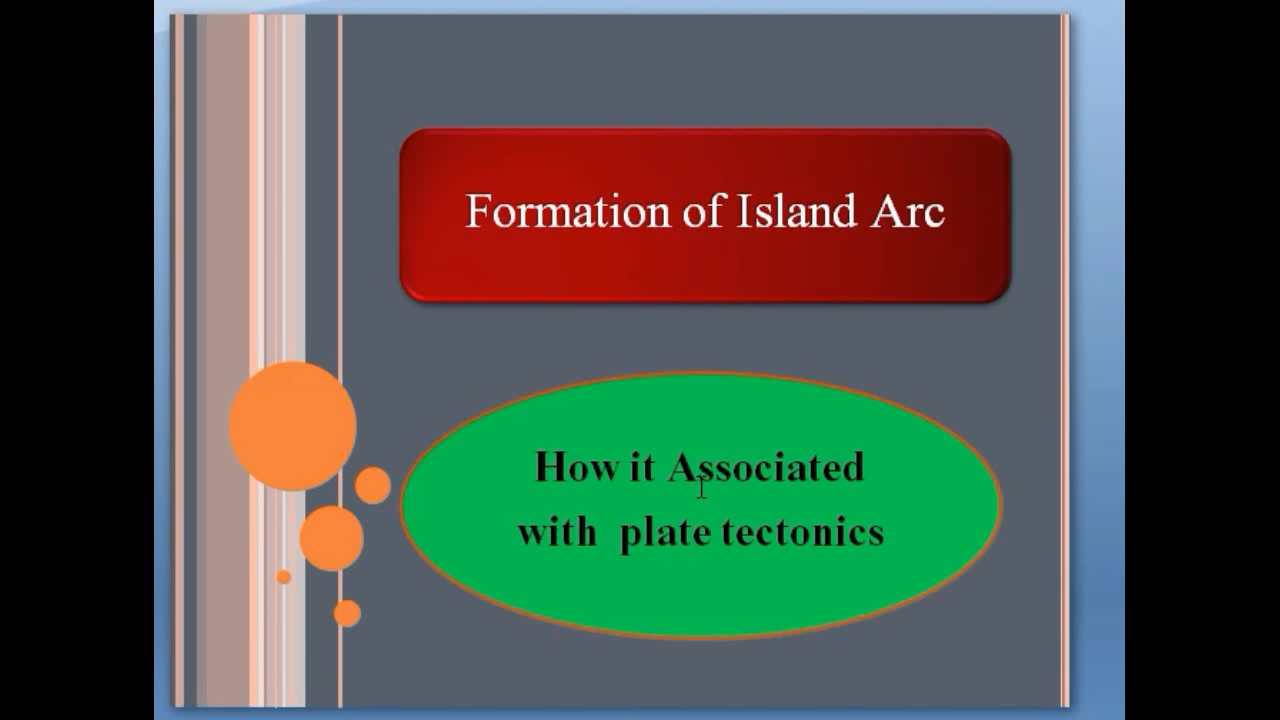 Formation of Island Arc
How it Associated
with plate tectonics